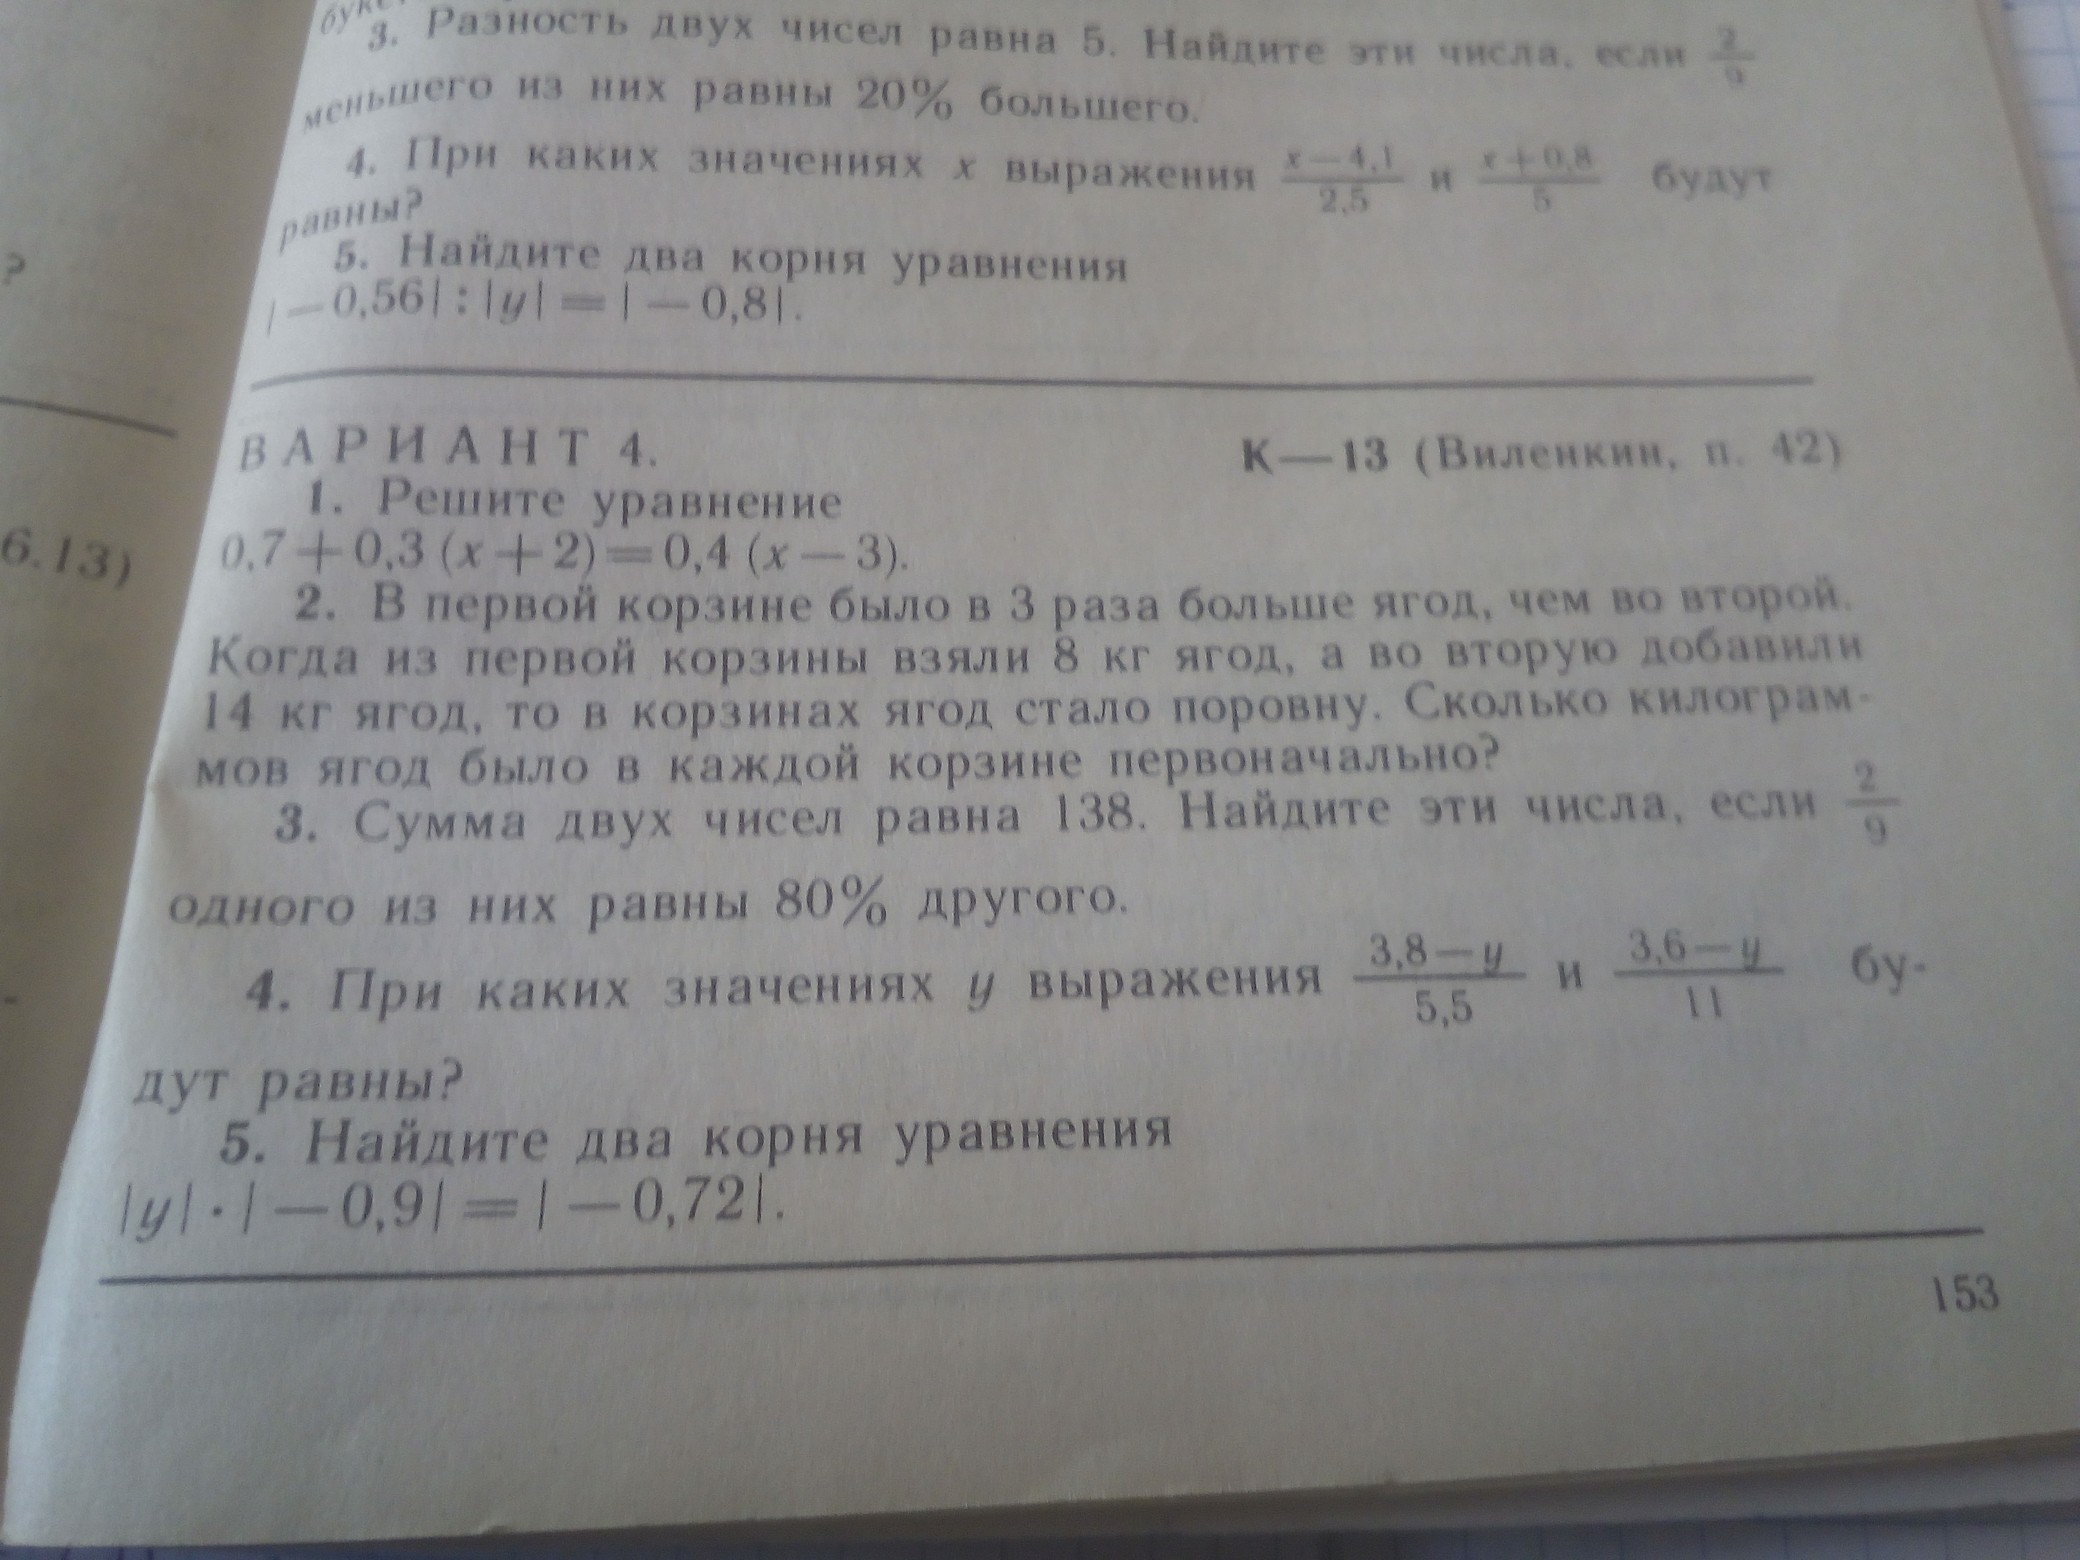 3. Разность двух чисел равна 5. Найдите эти числа, если 2/9
меньшего из них равны 20% большего.
4. При каких значениях x выражения (x — 4,1)/2,5 и (x + 0,8)/5 будут
равны?
5. Найдите два корня уравнения
| — 0,56| : |y| = | — 0,8|.
ВАРИАНТ 4. К—13 (Виленкин, п. 42)
1. Решите уравнение
0,7 + 0,3 (x + 2) = 0,4 (x — 3).
2. В первой корзине было в 3 раза больше ягод, чем во второй.
Когда из первой корзины взяли 8 кг ягод, а во вторую добавили
14 кг ягод, то в корзинах ягод стало поровну. Сколько килограм-
мов ягод было в каждой корзине первоначально?
3. Сумма двух чисел равна 138. Найдите эти числа, если 2/9
одного из них равны 80% другого.
4. При каких значениях y выражения (3,8 — y)/5,5 и (3,6 — y)/11 бу-
дут равны?
5. Найдите два корня уравнения
|y| · | — 0,9| = | — 0,72|.
153
?
6.13)
-